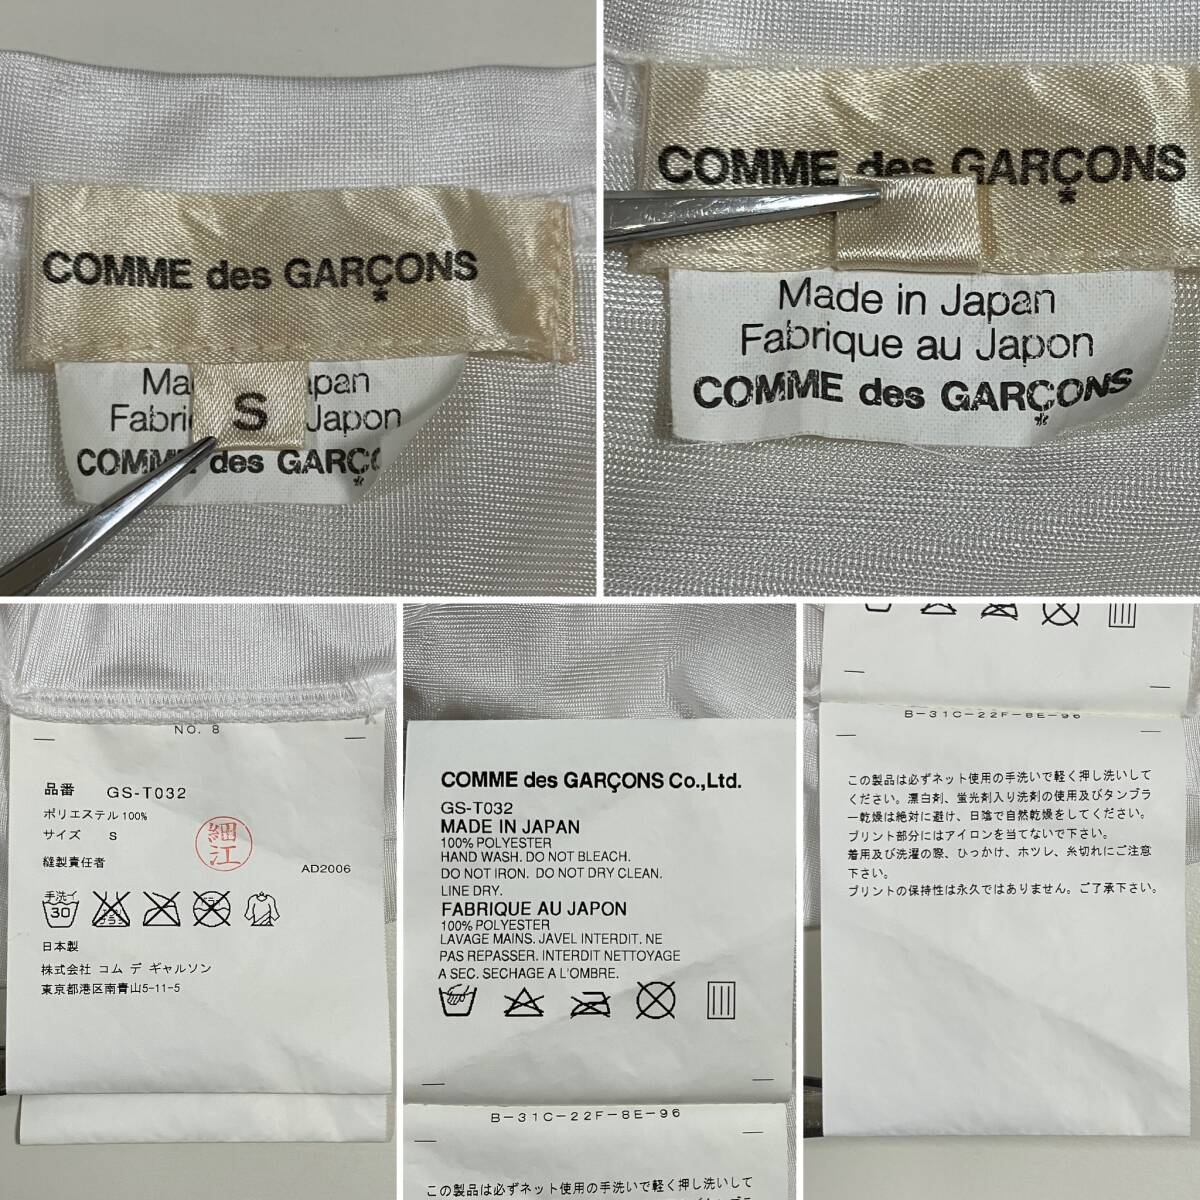 COMME des GARÇONS
Ma
apan
S
Fabri
Japon
COMM
des GARÇ
COMME des GARÇONS
Made in Japan
Fabrique au Japon
COMME des GARÇONS
NO. 8
品番 GS-T032
ポリエステル100%
サイズ S
縫製責任者
細江
AD2006
手洗イ
30
日本製
株式会社 コム デ ギャルソン
東京都港区南青山5-11-5
COMME des GARÇONS Co.,Ltd.
GS-T032
MADE IN JAPAN
100% POLYESTER
HAND WASH. DO NOT BLEACH.
DO NOT IRON. DO NOT DRY CLEAN.
LINE DRY.
FABRIQUE AU JAPON
100% POLYESTER
LAVAGE MAINS. JAVEL INTERDIT. NE
PAS REPASSER. INTERDIT NETTOYAGE
A SEC. SECHAGE A L'OMBRE.
B-31C-22F-8E-96
この製品は必ずネット使用の手洗いで軽く押し洗いして
B-31C-22F-8E-96
この製品は必ずネット使用の手洗いで軽く押し洗いして
ください。漂白剤、蛍光剤入り洗剤の使用及びタンブラ
ー乾燥は絶対に避け、日陰で自然乾燥をしてください。
プリント部分にはアイロンを当てないで下さい。
着用及び洗濯の際、ひっかけ、ホツレ、糸切れにご注意
下さい。
プリントの保持性は永久ではありません。ご了承下さい。